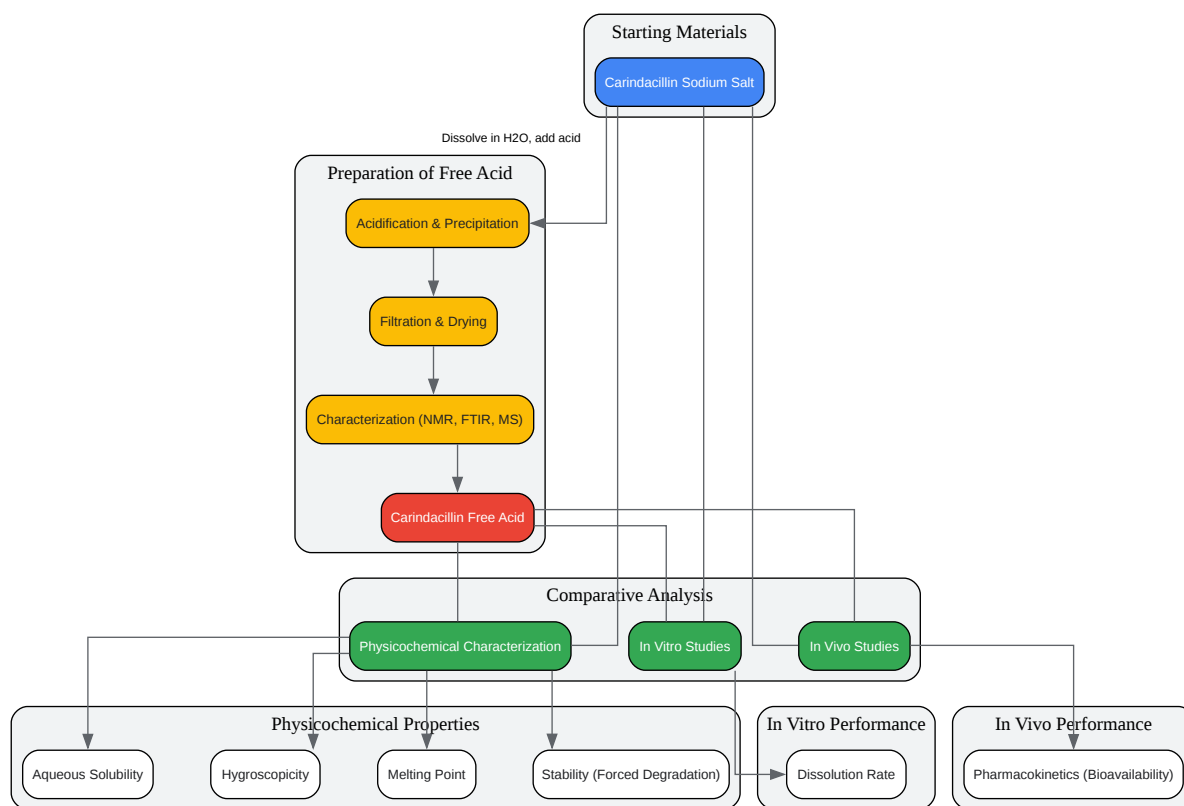 Starting Materials
Carindacillin Sodium Salt
Dissolve in H2O, add acid
Preparation of Free Acid
Acidification & Precipitation
Filtration & Drying
Characterization (NMR, FTIR, MS)
Carindacillin Free Acid
Comparative Analysis
Physicochemical Characterization
In Vitro Studies
In Vivo Studies
Physicochemical Properties
Aqueous Solubility
Hygroscopicity
Melting Point
Stability (Forced Degradation)
In Vitro Performance
Dissolution Rate
In Vivo Performance
Pharmacokinetics (Bioavailability)